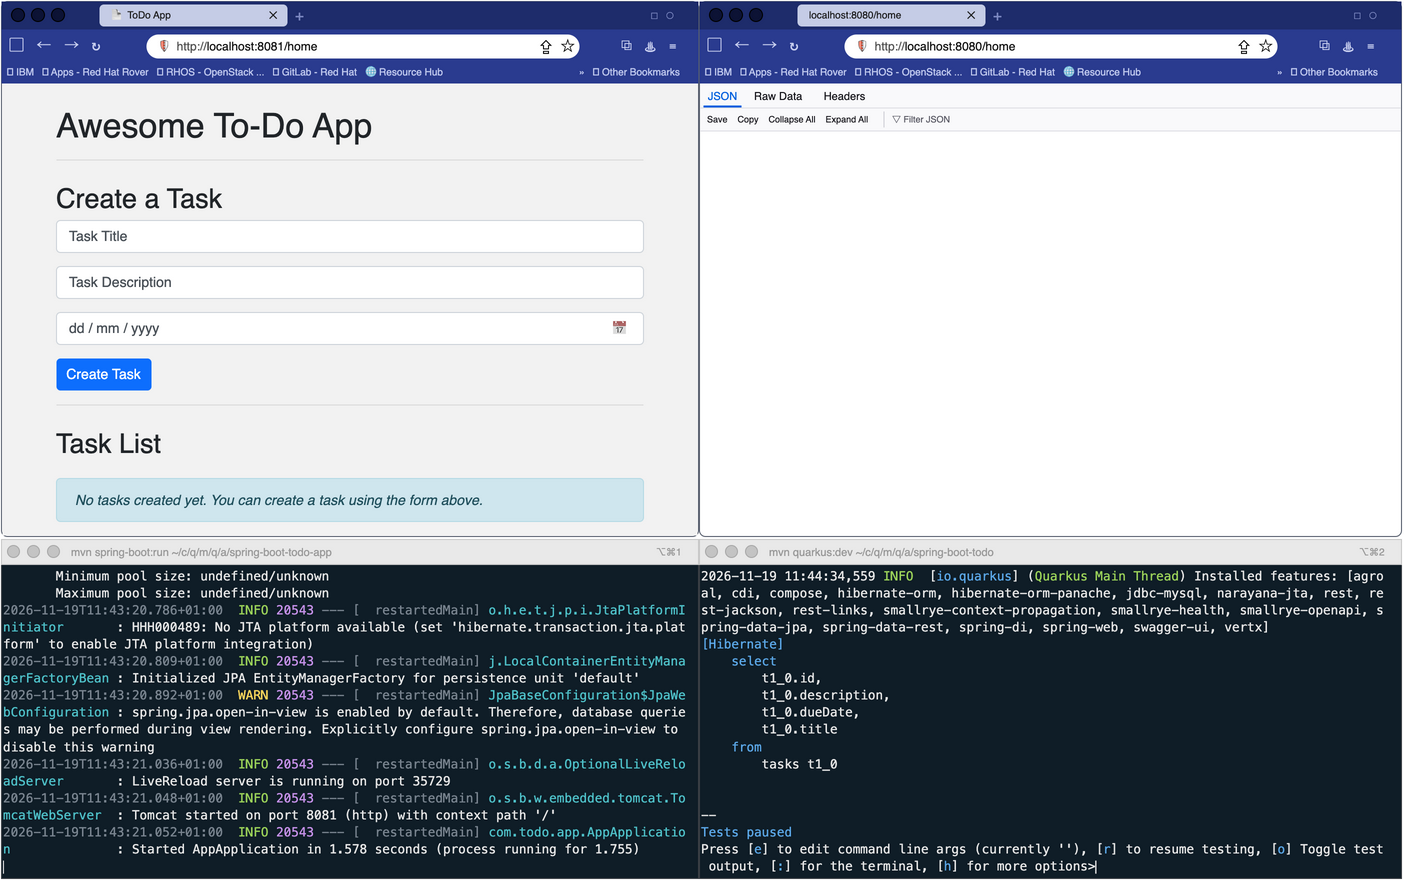 ToDo App
http://localhost:8081/home
IBM Apps - Red Hat Rover RHOS - OpenStack ... GitLab - Red Hat Resource Hub » Other Bookmarks
Awesome To-Do App
Create a Task
Task Title
Task Description
dd / mm / yyyy
Create Task
Task List
No tasks created yet. You can create a task using the form above.
localhost:8080/home
http://localhost:8080/home
IBM Apps - Red Hat Rover RHOS - OpenStack ... GitLab - Red Hat Resource Hub » Other Bookmarks
JSON Raw Data Headers
Save Copy Collapse All Expand All Filter JSON
mvn spring-boot:run ~/c/q/m/q/a/spring-boot-todo-app ⌥⌘1
Minimum pool size: undefined/unknown
Maximum pool size: undefined/unknown
2026-11-19T11:43:20.786+01:00 INFO 20543 --- [ restartedMain] o.h.e.t.j.p.i.JtaPlatformI
nitiator : HHH000489: No JTA platform available (set 'hibernate.transaction.jta.plat
form' to enable JTA platform integration)
2026-11-19T11:43:20.809+01:00 INFO 20543 --- [ restartedMain] j.LocalContainerEntityMana
gerFactoryBean : Initialized JPA EntityManagerFactory for persistence unit 'default'
2026-11-19T11:43:20.892+01:00 WARN 20543 --- [ restartedMain] JpaBaseConfiguration$JpaWe
bConfiguration : spring.jpa.open-in-view is enabled by default. Therefore, database querie
s may be performed during view rendering. Explicitly configure spring.jpa.open-in-view to
disable this warning
2026-11-19T11:43:21.036+01:00 INFO 20543 --- [ restartedMain] o.s.b.d.a.OptionalLiveRelo
adServer : LiveReload server is running on port 35729
2026-11-19T11:43:21.048+01:00 INFO 20543 --- [ restartedMain] o.s.b.w.embedded.tomcat.To
mcatWebServer : Tomcat started on port 8081 (http) with context path '/'
2026-11-19T11:43:21.052+01:00 INFO 20543 --- [ restartedMain] com.todo.app.AppApplicatio
n : Started AppApplication in 1.578 seconds (process running for 1.755)
mvn quarkus:dev ~/c/q/m/q/a/spring-boot-todo ⌥⌘2
2026-11-19 11:44:34,559 INFO [io.quarkus] (Quarkus Main Thread) Installed features: [agro
al, cdi, compose, hibernate-orm, hibernate-orm-panache, jdbc-mysql, narayana-jta, rest, re
st-jackson, rest-links, smallrye-context-propagation, smallrye-health, smallrye-openapi, s
pring-data-jpa, spring-data-rest, spring-di, spring-web, swagger-ui, vertx]
[Hibernate]
select
t1_0.id,
t1_0.description,
t1_0.dueDate,
t1_0.title
from
tasks t1_0
--
Tests paused
Press [e] to edit command line args (currently ''), [r] to resume testing, [o] Toggle test
output, [:] for the terminal, [h] for more options>